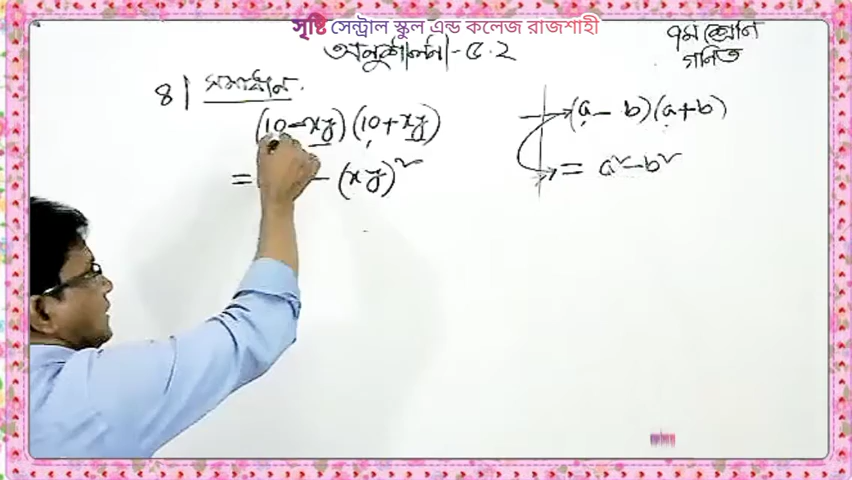 সৃষ্টি সেন্ট্রাল স্কুল এন্ড কলেজ রাজশাহী
অনুশীলনী-৫.২
৭ম শ্রেণি
গণিত
৪| সমাধান
(10-xy)(10+xy)
= - (xy)²
(a-b)(a+b)
= a²-b²